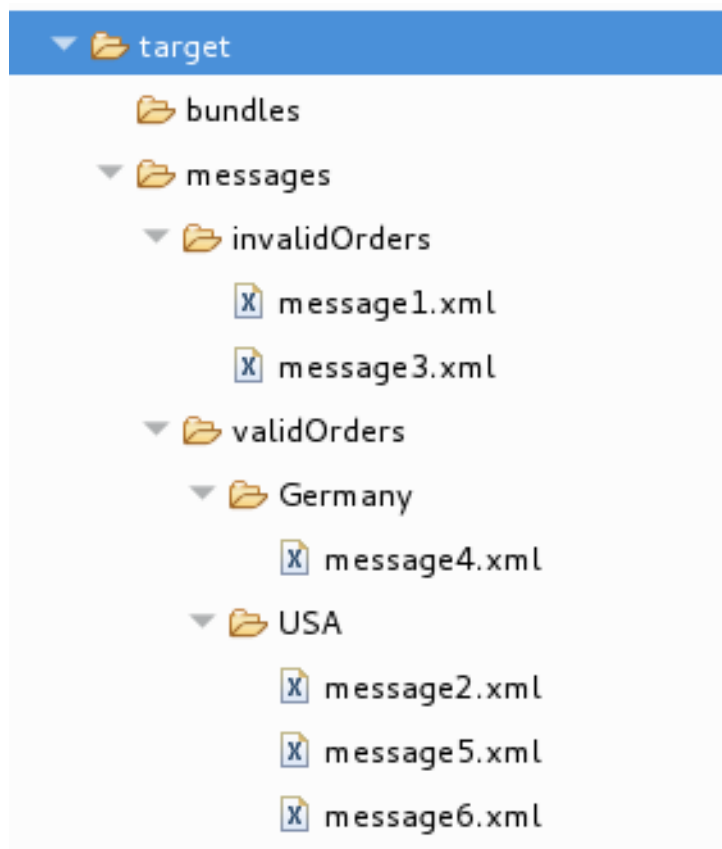 target
bundles
messages
invalidOrders
message1.xml
message3.xml
validOrders
Germany
message4.xml
USA
message2.xml
message5.xml
message6.xml